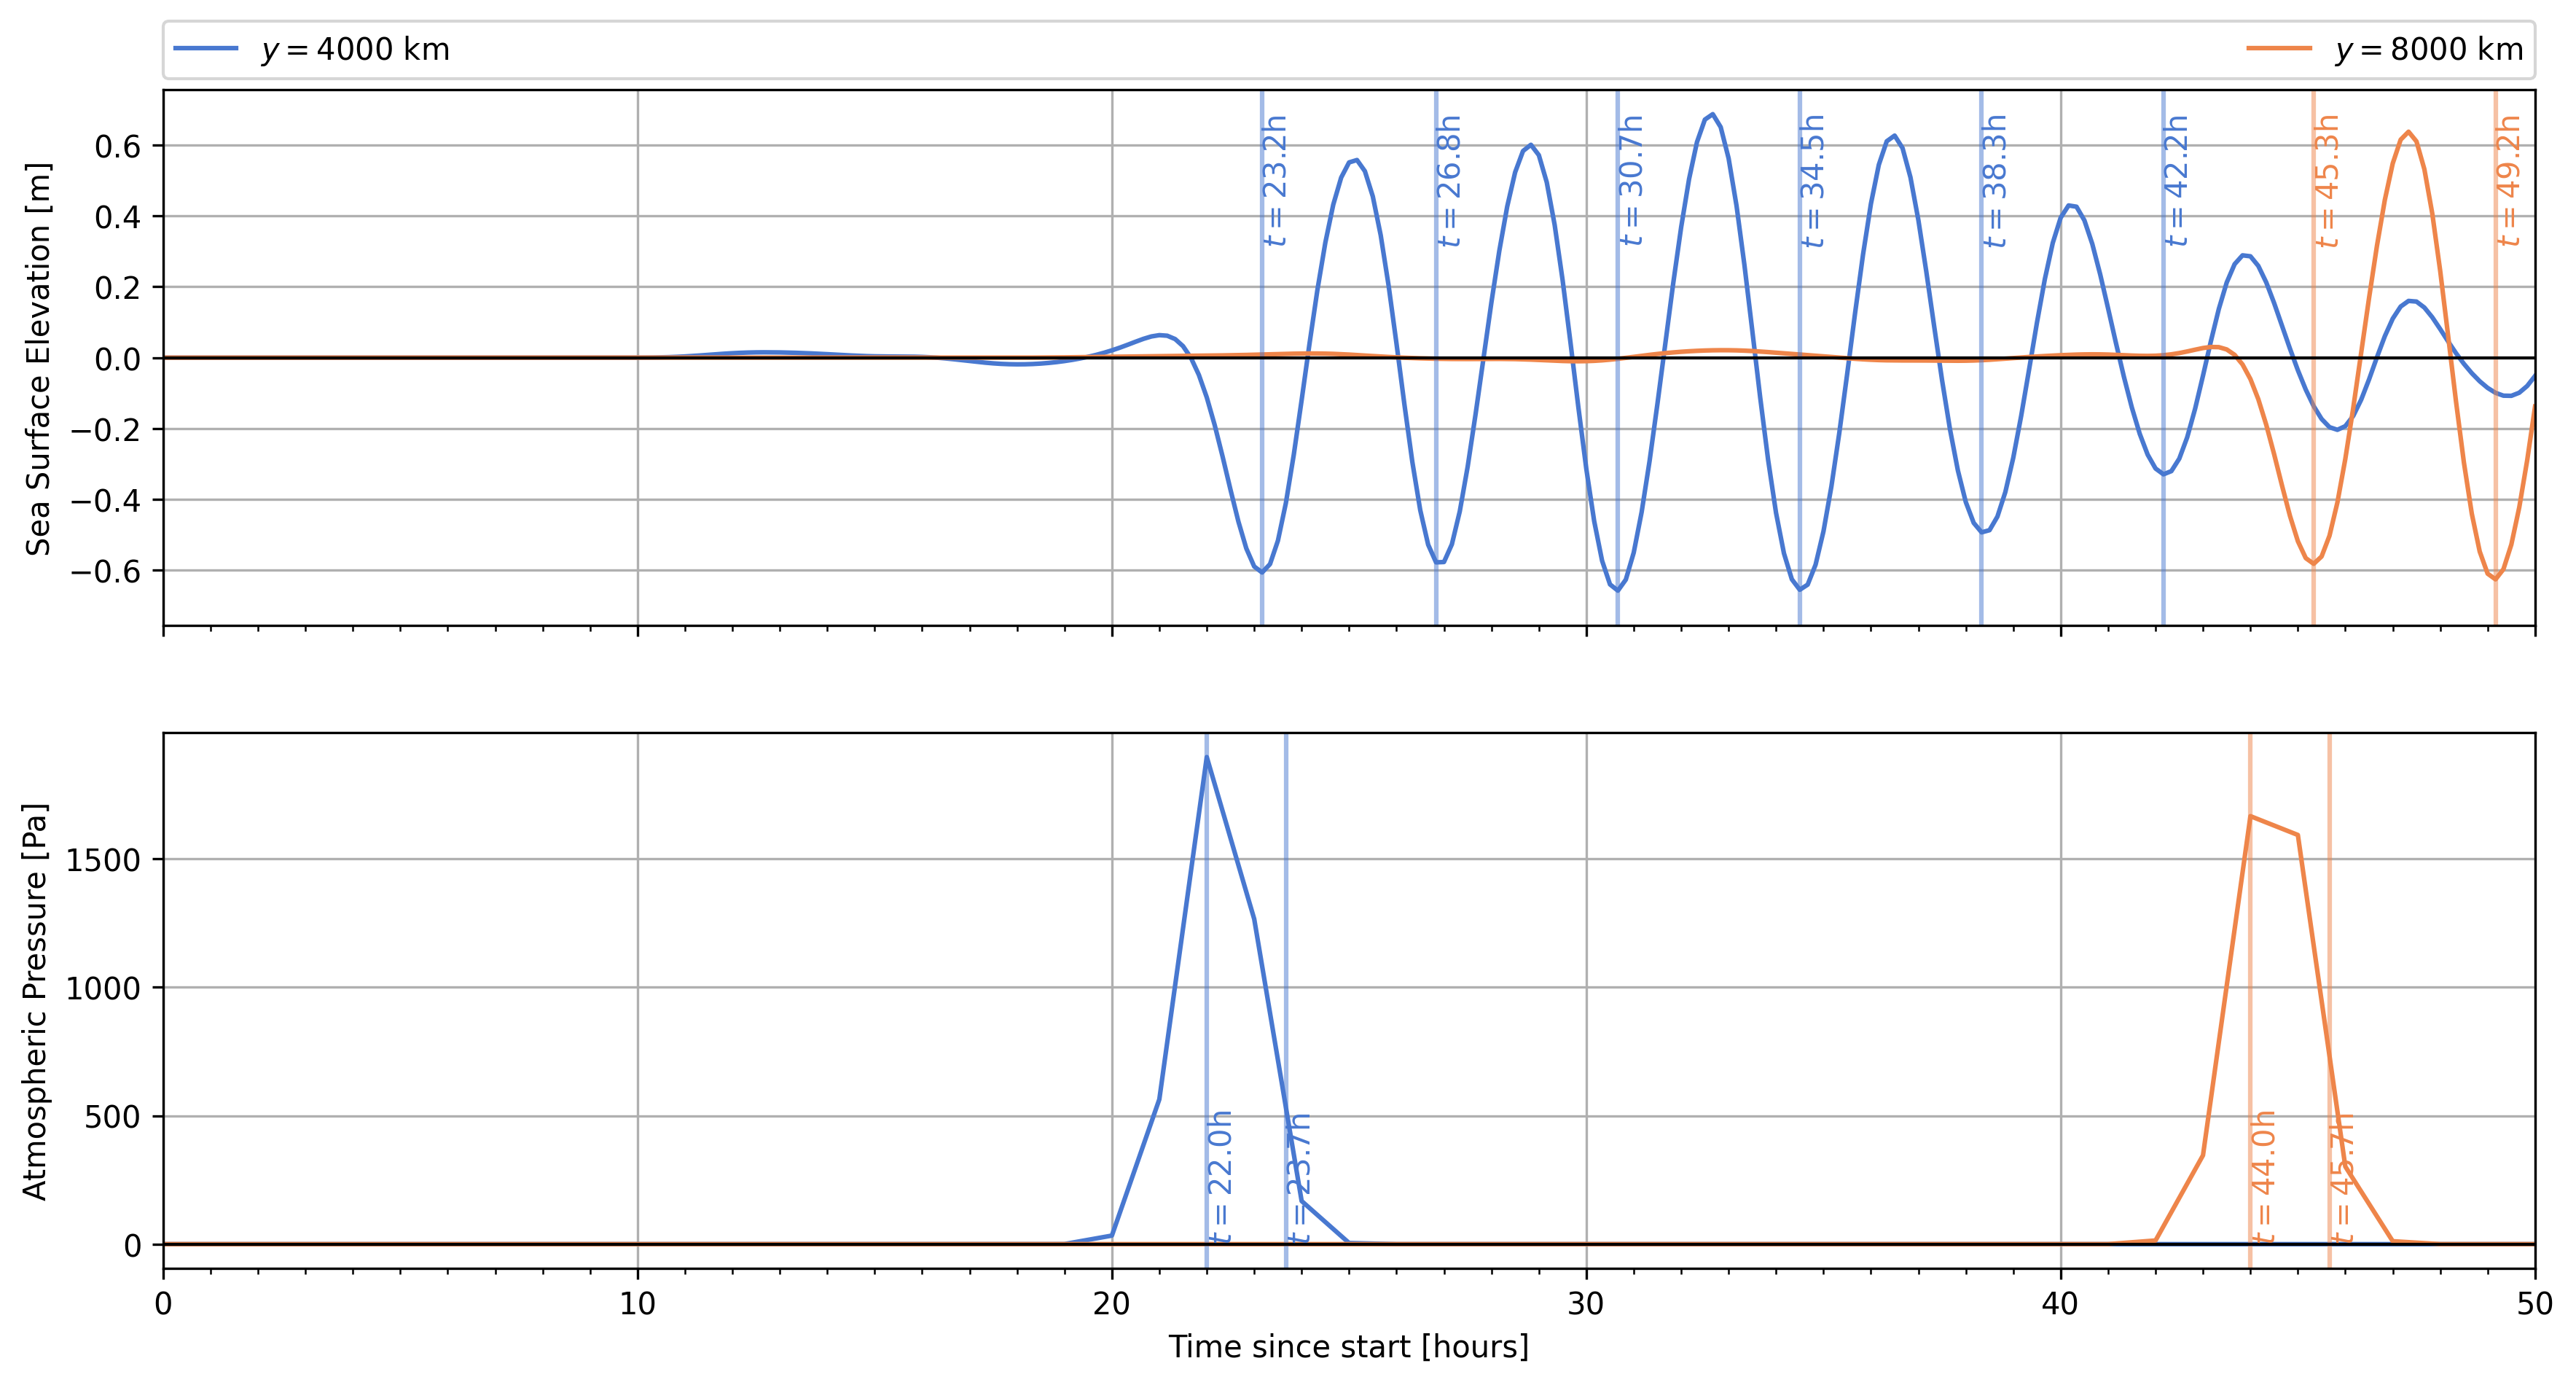 y = 4000 km
y = 8000 km
Sea Surface Elevation [m]
0.6
0.4
0.2
0.0
−0.2
−0.4
−0.6
t = 23.2h
t = 26.8h
t = 30.7h
t = 34.5h
t = 38.3h
t = 42.2h
t = 45.3h
t = 49.2h
Atmospheric Pressure [Pa]
1500
1000
500
0
t = 22.0h
t = 23.7h
t = 44.0h
t = 45.7h
0
10
20
30
40
50
Time since start [hours]